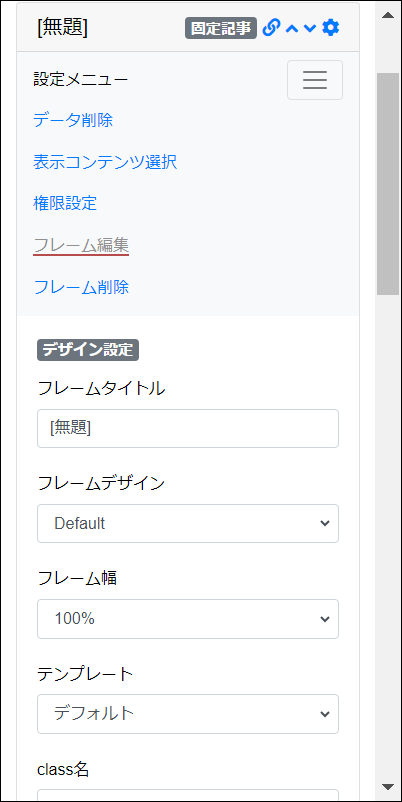 [無題] 固定記事
設定メニュー
データ削除
表示コンテンツ選択
権限設定
フレーム編集
フレーム削除
デザイン設定
フレームタイトル
[無題]
フレームデザイン
Default
フレーム幅
100%
テンプレート
デフォルト
class名